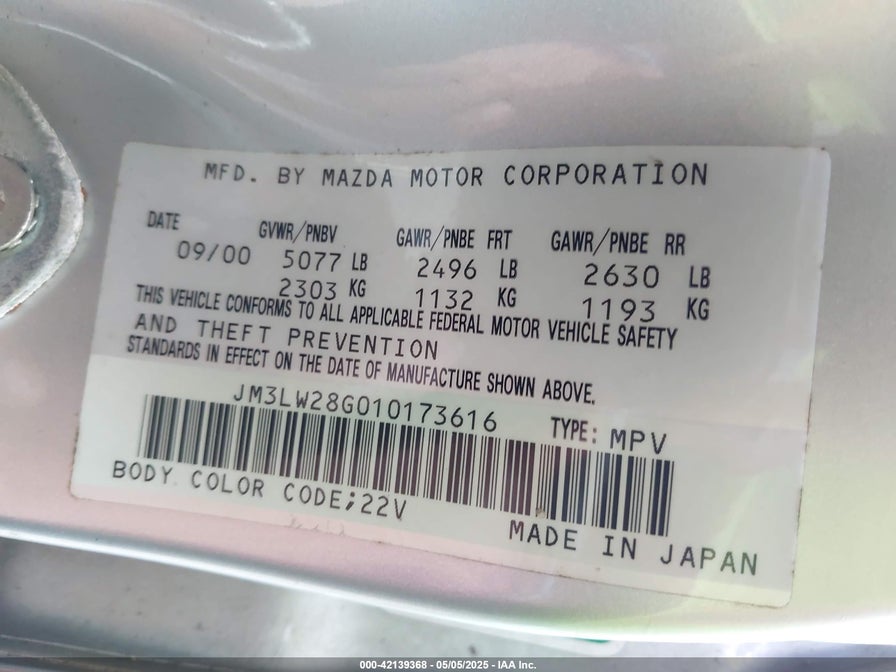 MFD. BY MAZDA MOTOR CORPORATION
DATE GVWR/PNBV GAWR/PNBE FRT GAWR/PNBE RR
09/00 5077 LB 2496 LB 2630 LB
2303 KG 1132 KG 1193 KG
THIS VEHICLE CONFORMS TO ALL APPLICABLE FEDERAL MOTOR VEHICLE SAFETY
AND THEFT PREVENTION
STANDARDS IN EFFECT ON THE DATE OF MANUFACTURE SHOWN ABOVE.
JM3LW28G010173616 TYPE: MPV
BODY COLOR CODE;22V
MADE IN JAPAN
000-42139368 - 05/05/2025 - IAA Inc.